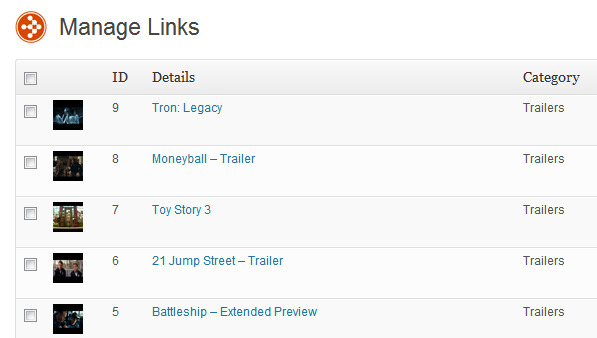 Manage Links
ID Details Category
9 Tron: Legacy Trailers
8 Moneyball – Trailer Trailers
7 Toy Story 3 Trailers
6 21 Jump Street – Trailer Trailers
5 Battleship – Extended Preview Trailers